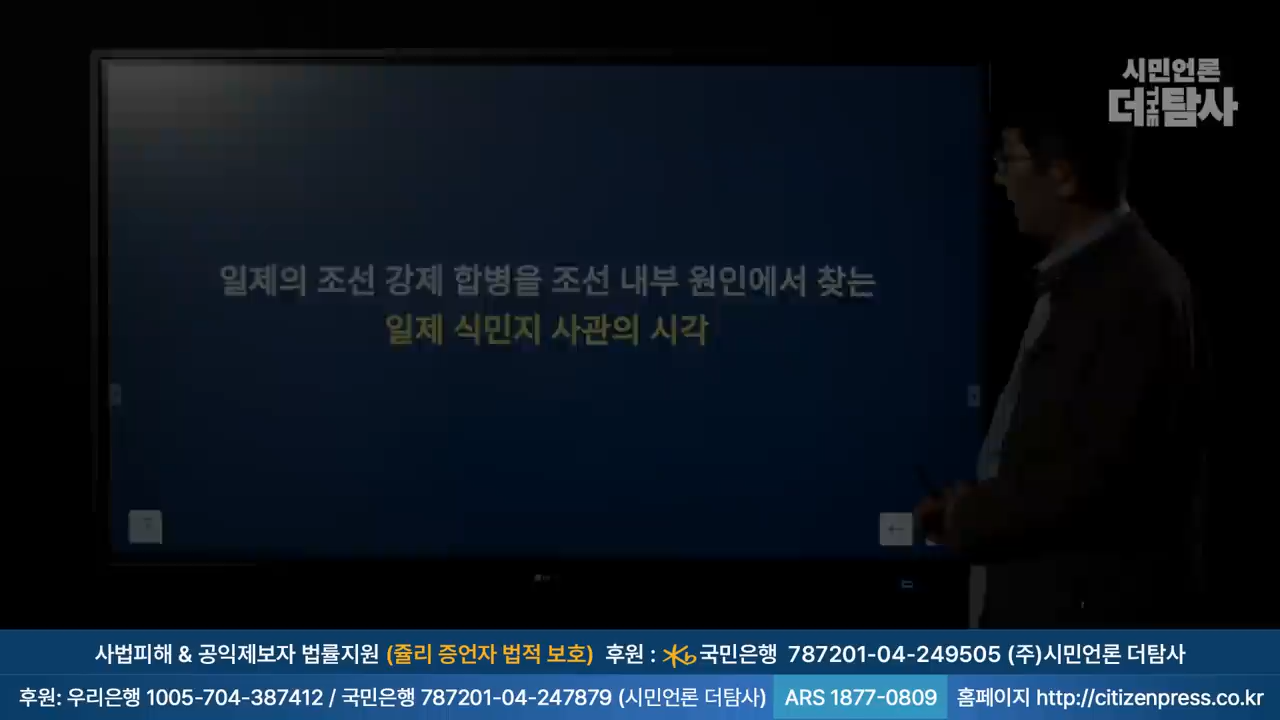 시민언론
더탐사
THE
일제의 조선 강제 합병을 조선 내부 원인에서 찾는
일제 식민지 사관의 시각
사법피해 & 공익제보자 법률지원 (쥴리 증언자 법적 보호) 후원 : 국민은행 787201-04-249505 (주)시민언론 더탐사
후원: 우리은행 1005-704-387412 / 국민은행 787201-04-247879 (시민언론 더탐사) ARS 1877-0809 홈페이지 http://citizenpress.co.kr